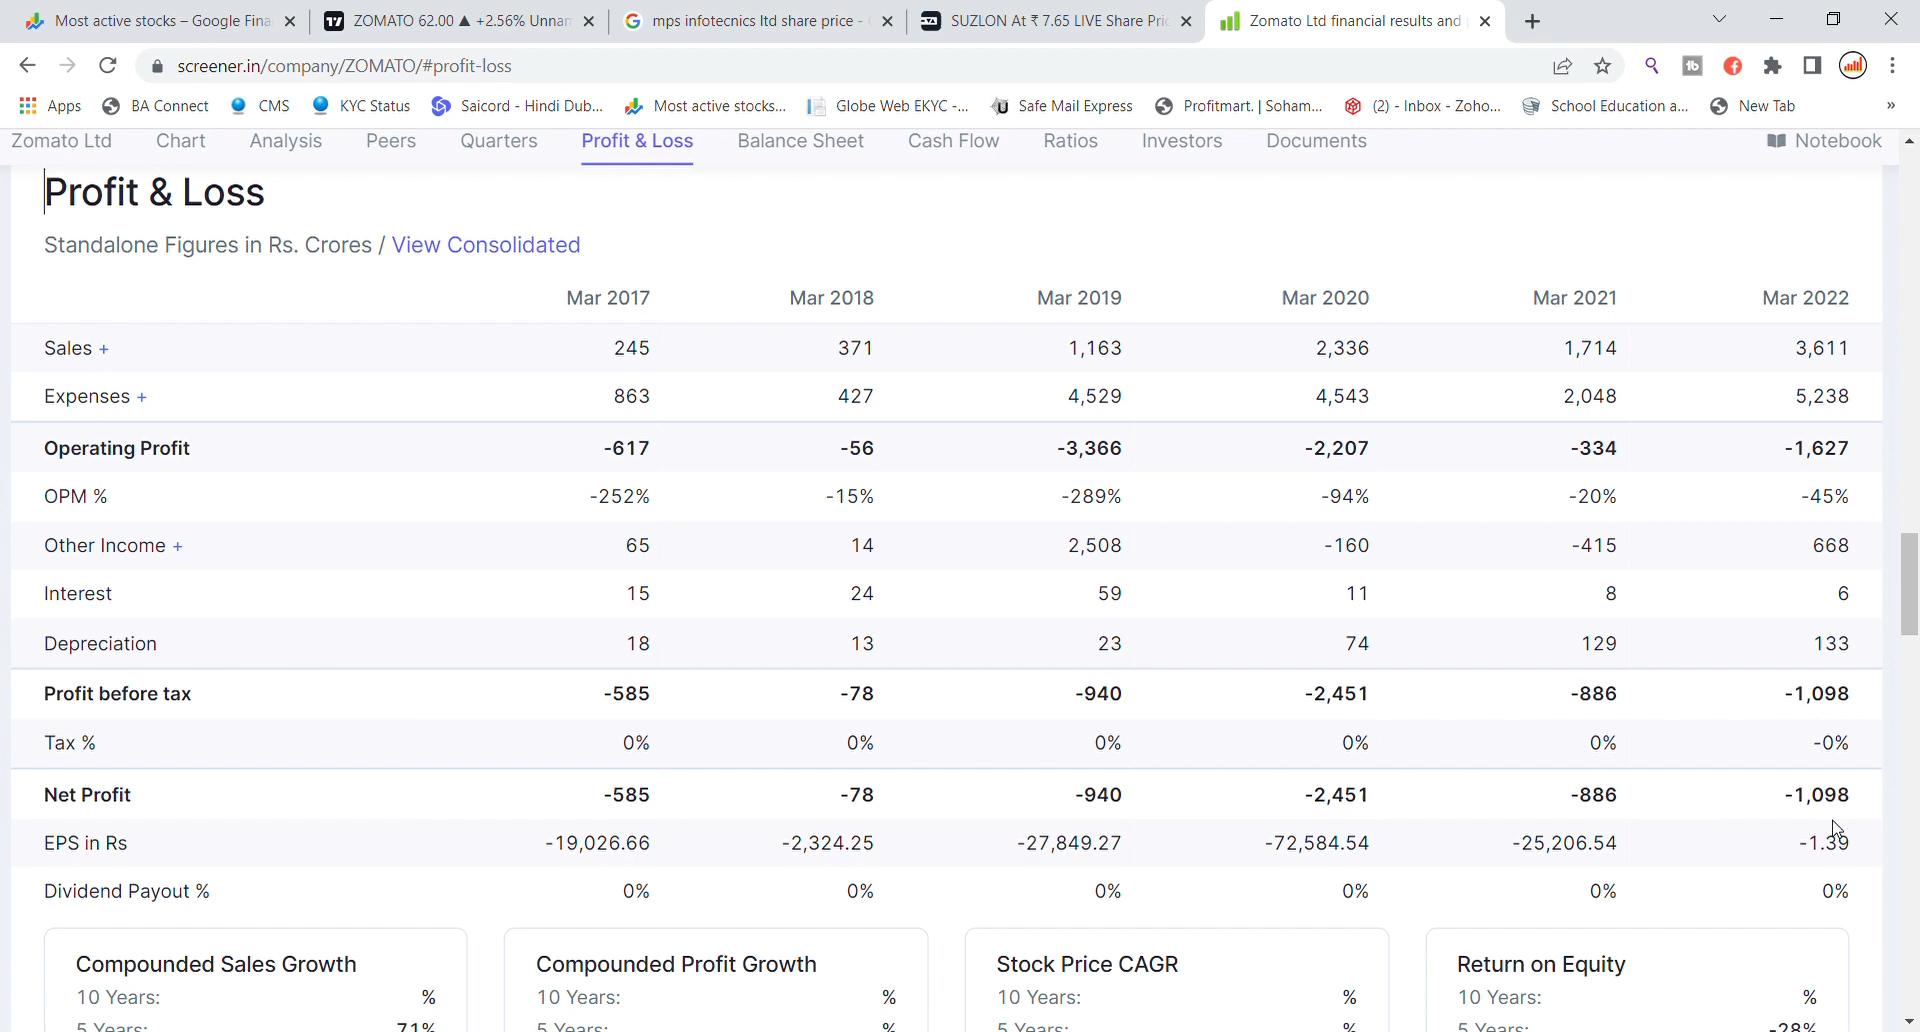 Most active stocks – Google Fina
ZOMATO 62.00 ▲ +2.56% Unnam
mps infotecnics ltd share price -
SUZLON At ₹ 7.65 LIVE Share Pric
Zomato Ltd financial results and
screener.in/company/ZOMATO/#profit-loss
Apps BA Connect CMS KYC Status Saicord - Hindi Dub... Most active stocks... Globe Web EKYC -... Safe Mail Express Profitmart. | Soham... (2) - Inbox - Zoho... School Education a... New Tab »
Zomato Ltd Chart Analysis Peers Quarters Profit & Loss Balance Sheet Cash Flow Ratios Investors Documents Notebook
Profit & Loss
Standalone Figures in Rs. Crores / View Consolidated
Mar 2017 Mar 2018 Mar 2019 Mar 2020 Mar 2021 Mar 2022
Sales + 245 371 1,163 2,336 1,714 3,611
Expenses + 863 427 4,529 4,543 2,048 5,238
Operating Profit -617 -56 -3,366 -2,207 -334 -1,627
OPM % -252% -15% -289% -94% -20% -45%
Other Income + 65 14 2,508 -160 -415 668
Interest 15 24 59 11 8 6
Depreciation 18 13 23 74 129 133
Profit before tax -585 -78 -940 -2,451 -886 -1,098
Tax % 0% 0% 0% 0% 0% -0%
Net Profit -585 -78 -940 -2,451 -886 -1,098
EPS in Rs -19,026.66 -2,324.25 -27,849.27 -72,584.54 -25,206.54 -1.39
Dividend Payout % 0% 0% 0% 0% 0% 0%
Compounded Sales Growth Compounded Profit Growth Stock Price CAGR Return on Equity
10 Years: % 10 Years: % 10 Years: % 10 Years: %
5 Years: 71% 5 Years: % 5 Years: % 5 Years: -28%